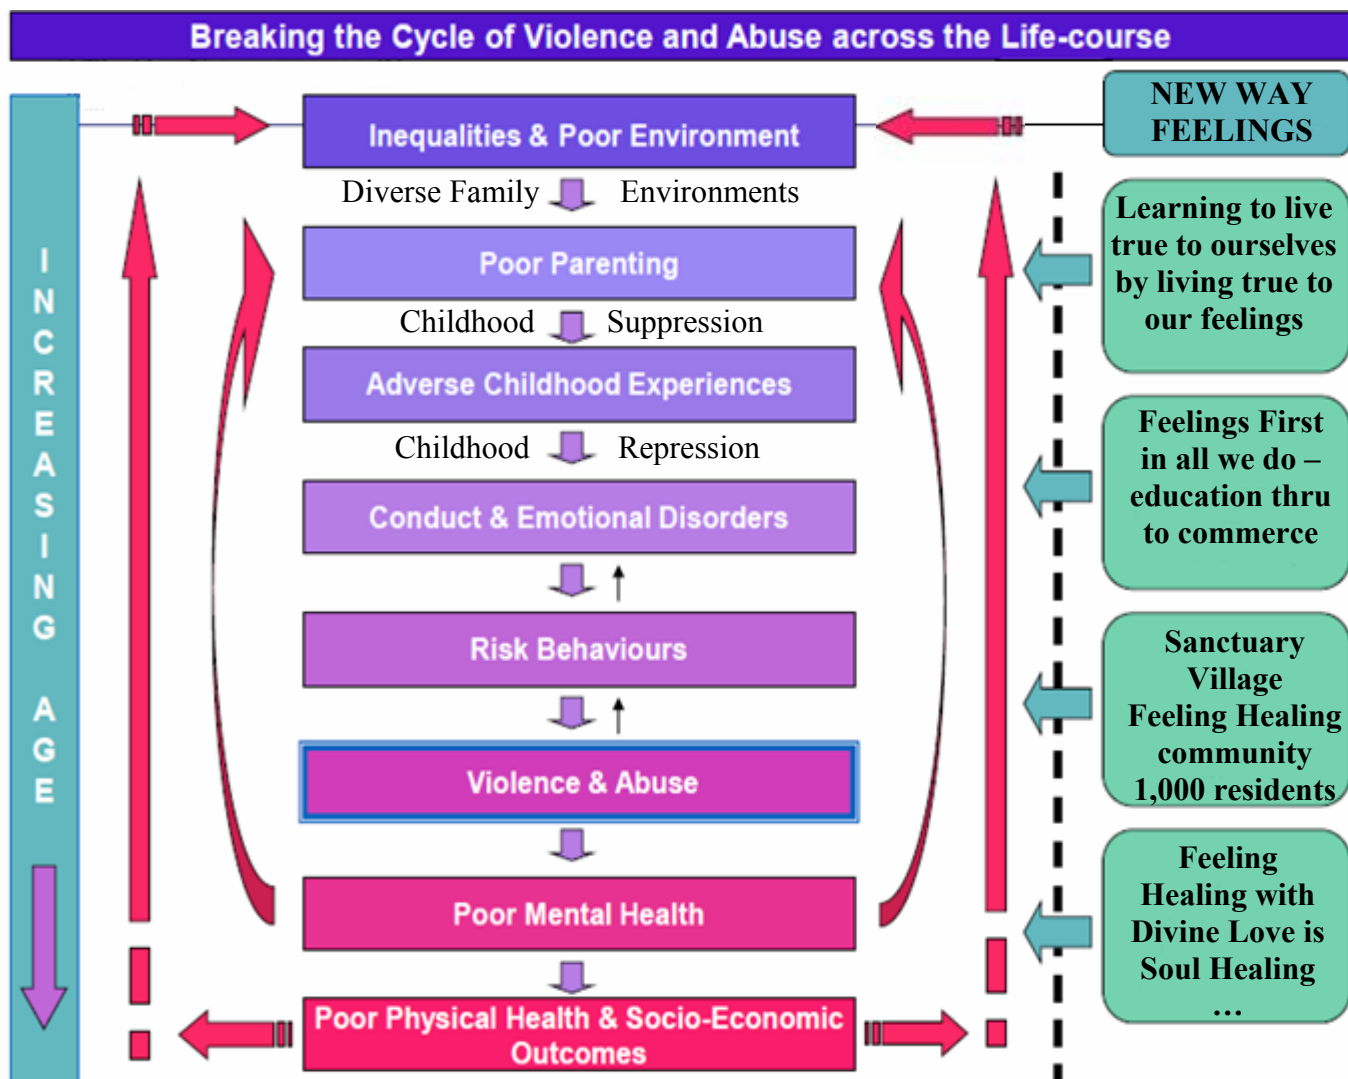 Breaking the Cycle of Violence and Abuse across the Life-course
INCREASING AGE
Inequalities & Poor Environment
Diverse Family Environments
Poor Parenting
Childhood Suppression
Adverse Childhood Experiences
Childhood Repression
Conduct & Emotional Disorders
Risk Behaviours
Violence & Abuse
Poor Mental Health
Poor Physical Health & Socio-Economic
Outcomes
NEW WAY
FEELINGS
Learning to live
true to ourselves
by living true to
our feelings
Feelings First
in all we do –
education thru
to commerce
Sanctuary
Village
Feeling Healing
community
1,000 residents
Feeling
Healing with
Divine Love is
Soul Healing
…